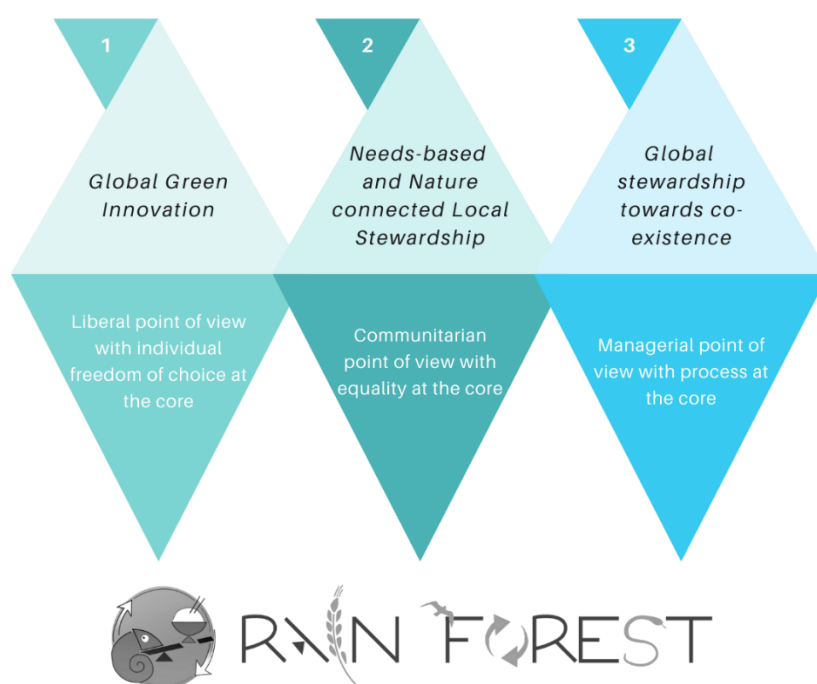 1
Global Green
Innovation
Liberal point of view
with individual
freedom of choice at
the core
2
Needs-based
and Nature
connected Local
Stewardship
Communitarian
point of view with
equality at the core
3
Global
stewardship
towards co-
existence
Managerial point of
view with process at
the core
RAIN FOREST